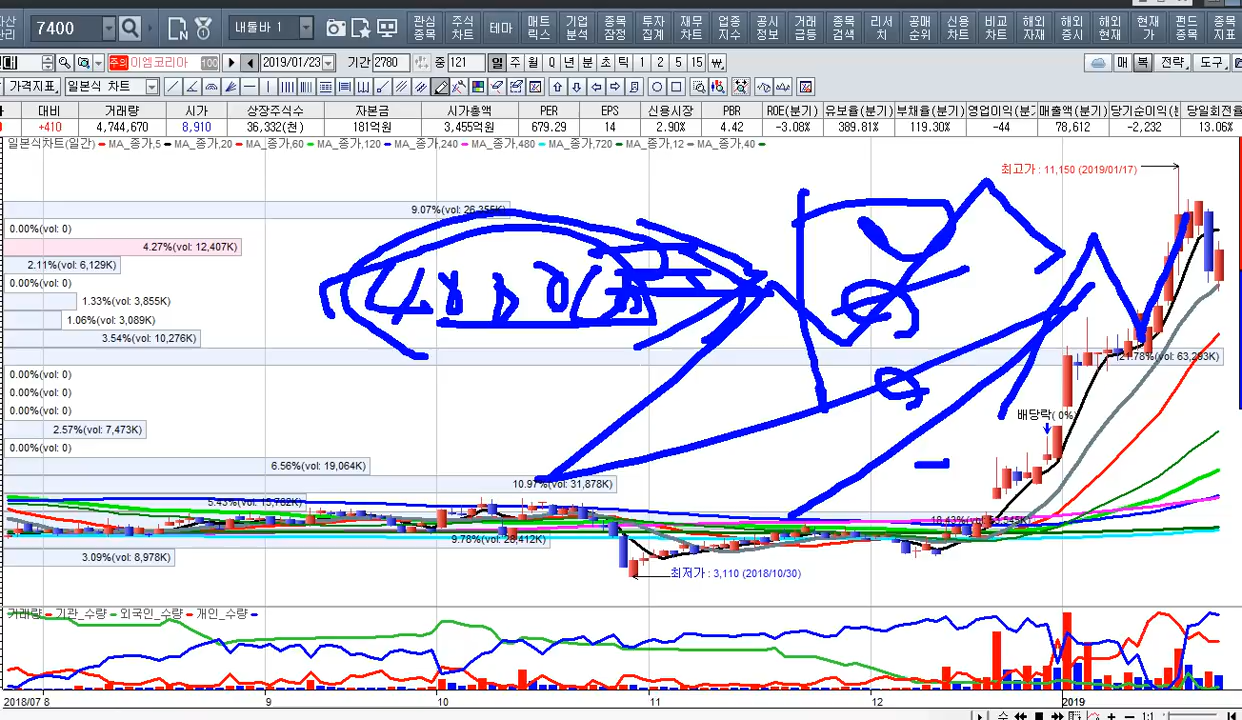 7400 내툴바 1 관심종목 주식차트 테마 매트릭스 기업분석 종목잠정 투자집계 재무차트 업종지수 공시정보 거래급등 종목검색 리서치 공매순위 신용차트 비교차트 해외자재 해외증시 해외현재 현재가 펀드차트 종목지표
주의 이엠코리아 100 2019/01/23 기간 2780 중 121 일 주 월 Q 년 분 초 틱 1 2 5 15 매 복 전략 도구
가격지표 일본식 차트
대비 거래량 시가 상장주식수 자본금 시가총액 PER EPS 신용시장 PBR ROE(분기) 유보율(분기) 부채율(분기) 영업이익(분기 매출액(분기) 당기순이익(분 당일회전율
+410 4,744,670 8,910 36,332(천) 181억원 3,455억원 679.29 14 2.90% 4.42 -3.08% 389.81% 119.30% -44 78,612 -2,232 13.06%
일본식차트(일간) MA_종가,5 MA_종가,20 MA_종가,60 MA_종가,120 MA_종가,240 MA_종가,480 MA_종가,720 MA_종가,12 MA_종가,40
최고가 : 11,150 (2019/01/17)
9.07%(vol: 26,355K)
0.00%(vol: 0)
4.27%(vol: 12,407K)
2.11%(vol: 6,129K)
0.00%(vol: 0)
1.33%(vol: 3,855K)
1.06%(vol: 3,089K)
3.54%(vol: 10,276K)
21.78%(vol: 63,293K)
0.00%(vol: 0)
0.00%(vol: 0)
0.00%(vol: 0)
배당락( 0%)
2.57%(vol: 7,473K)
0.00%(vol: 0)
6.56%(vol: 19,064K)
10.97%(vol: 31,878K)
5.43%(vol: 15,782K)
9.78%(vol: 28,412K)
3.09%(vol: 8,978K)
최저가 : 3,110 (2018/10/30)
거래량 기관_수량 외국인_수량 개인_수량
2018/07 8 9 10 11 12 2019
수 1:1